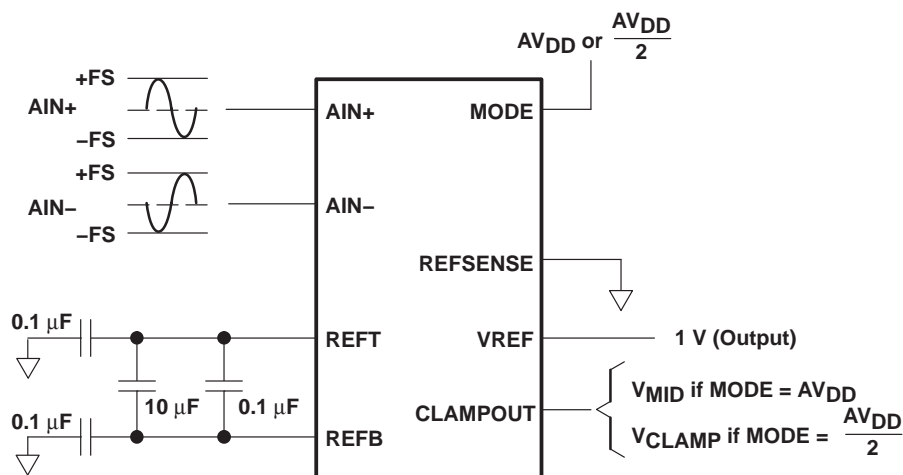 AVDD or AVDD
2
+FS
AIN+
−FS
AIN+
MODE
+FS
AIN−
−FS
AIN−
REFSENSE
0.1 μF
REFT
VREF
1 V (Output)
10 μF
0.1 μF
VMID if MODE = AVDD
CLAMPOUT
0.1 μF
REFB
VCLAMP if MODE = AVDD
2